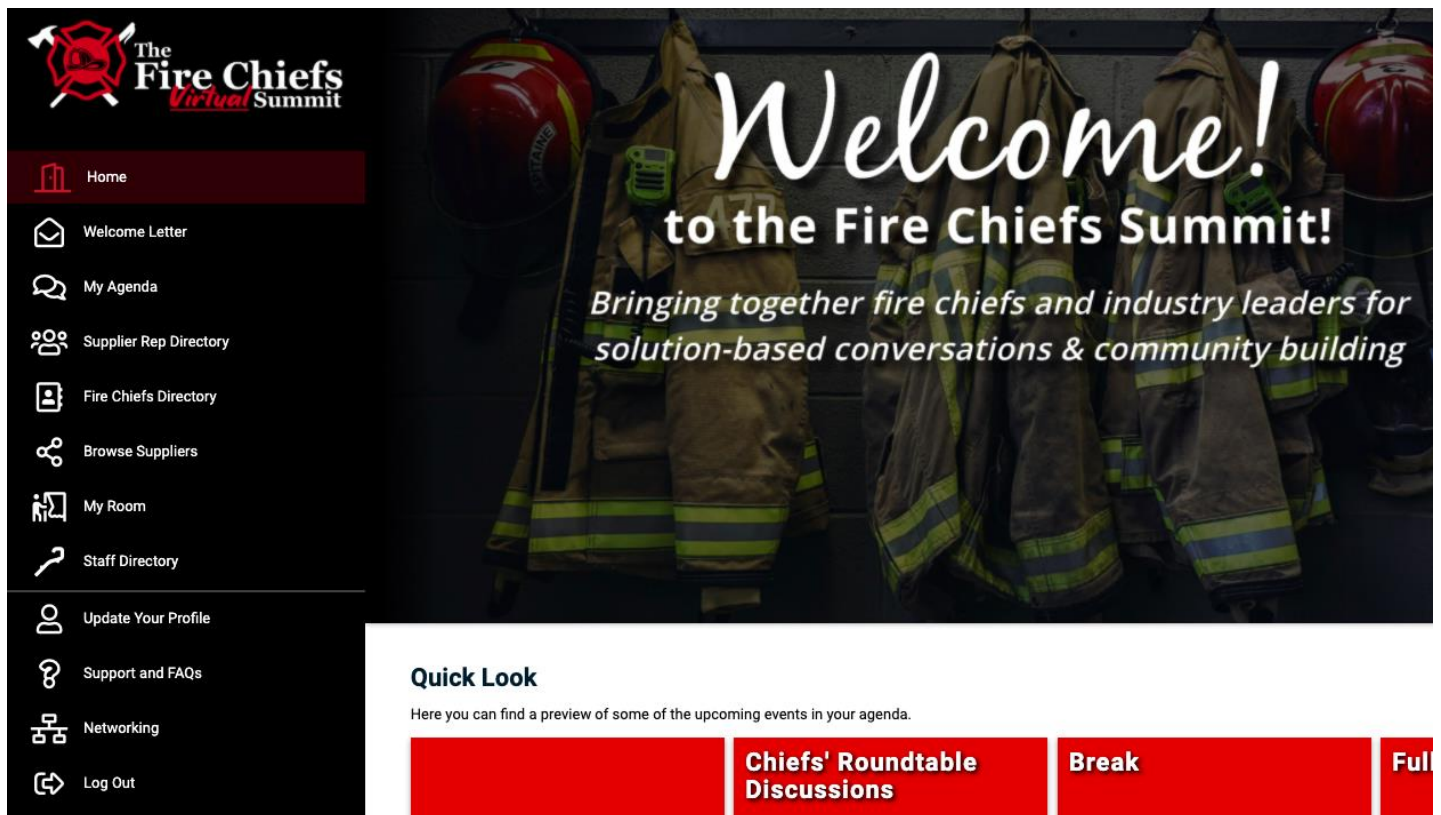 The
Fire Chiefs
Virtual Summit
Home
Welcome Letter
My Agenda
Supplier Rep Directory
Fire Chiefs Directory
Browse Suppliers
My Room
Staff Directory
Update Your Profile
Support and FAQs
Networking
Log Out
CAPITAINE
477
Welcome!
to the Fire Chiefs Summit!
Bringing together fire chiefs and industry leaders for
solution-based conversations & community building
Quick Look
Here you can find a preview of some of the upcoming events in your agenda.
Chiefs' Roundtable
Discussions
Break
Full